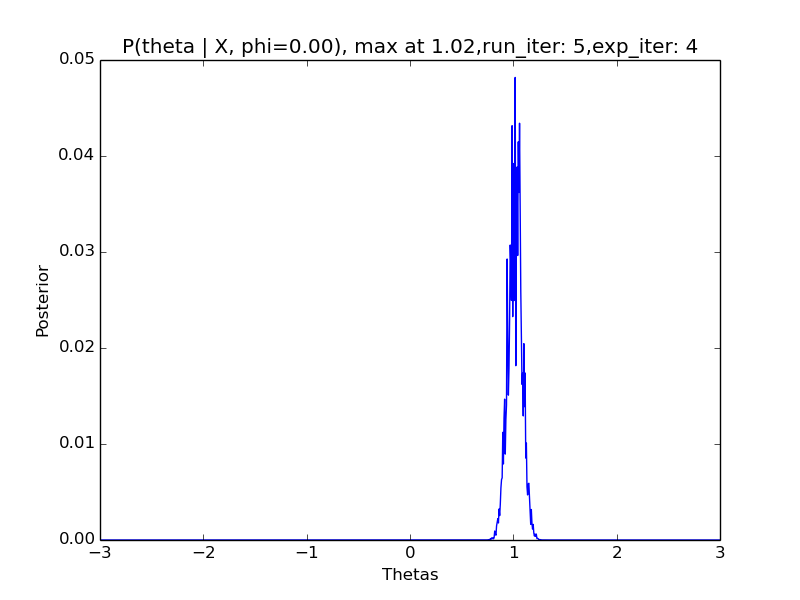 P(theta | X, phi=0.00), max at 1.02,run_iter: 5,exp_iter: 4
0.05
0.04
0.03
0.02
0.01
0.00
Posterior
−3 −2 −1 0 1 2 3
Thetas